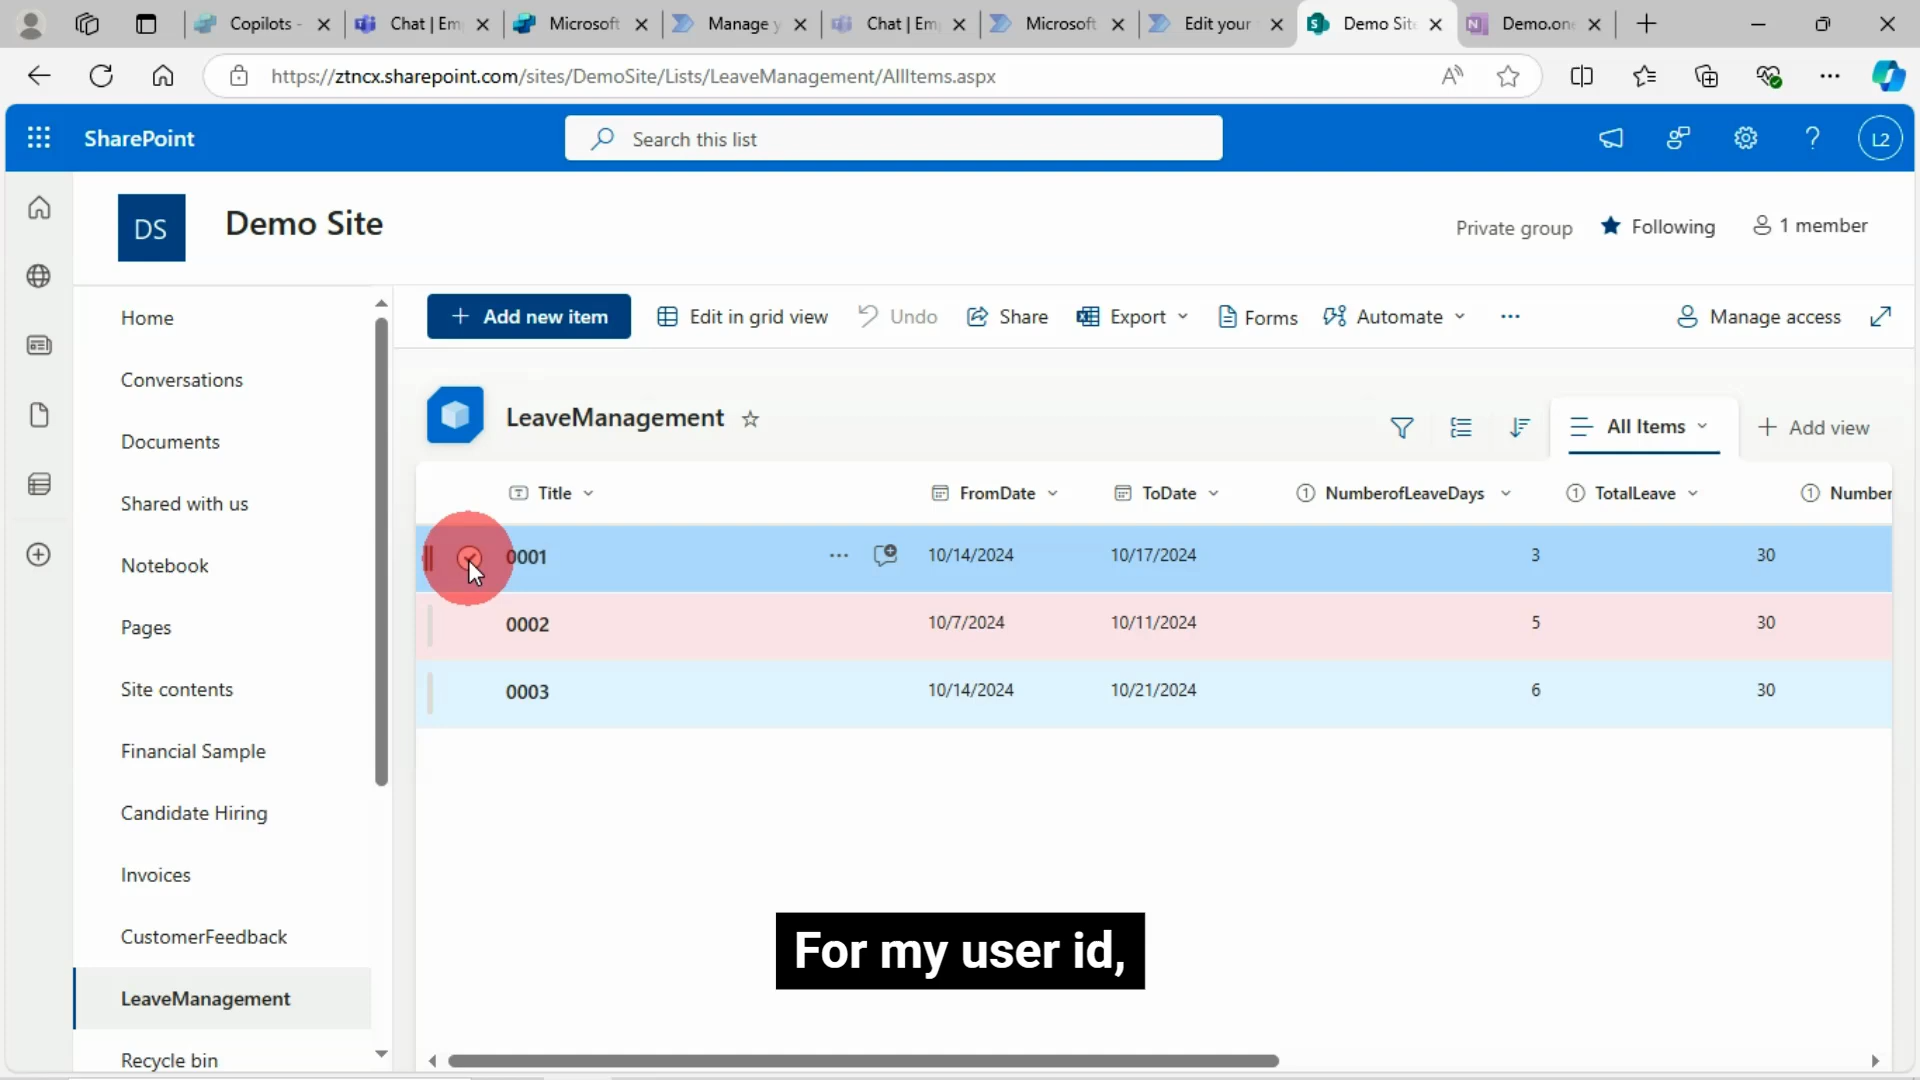 Copilots -
Chat | Em
Microsoft
Manage y
Chat | Em
Microsoft
Edit your
Demo Site
Demo.one
https://ztncx.sharepoint.com/sites/DemoSite/Lists/LeaveManagement/AllItems.aspx
SharePoint
Search this list
L2
DS
Demo Site
Private group
Following
1 member
Home
Conversations
Documents
Shared with us
Notebook
Pages
Site contents
Financial Sample
Candidate Hiring
Invoices
CustomerFeedback
LeaveManagement
Recycle bin
+ Add new item
Edit in grid view
Undo
Share
Export
Forms
Automate
Manage access
LeaveManagement
All Items
+ Add view
Title FromDate ToDate NumberofLeaveDays TotalLeave Number
0001 10/14/2024 10/17/2024 3 30
0002 10/7/2024 10/11/2024 5 30
0003 10/14/2024 10/21/2024 6 30
For my user id,